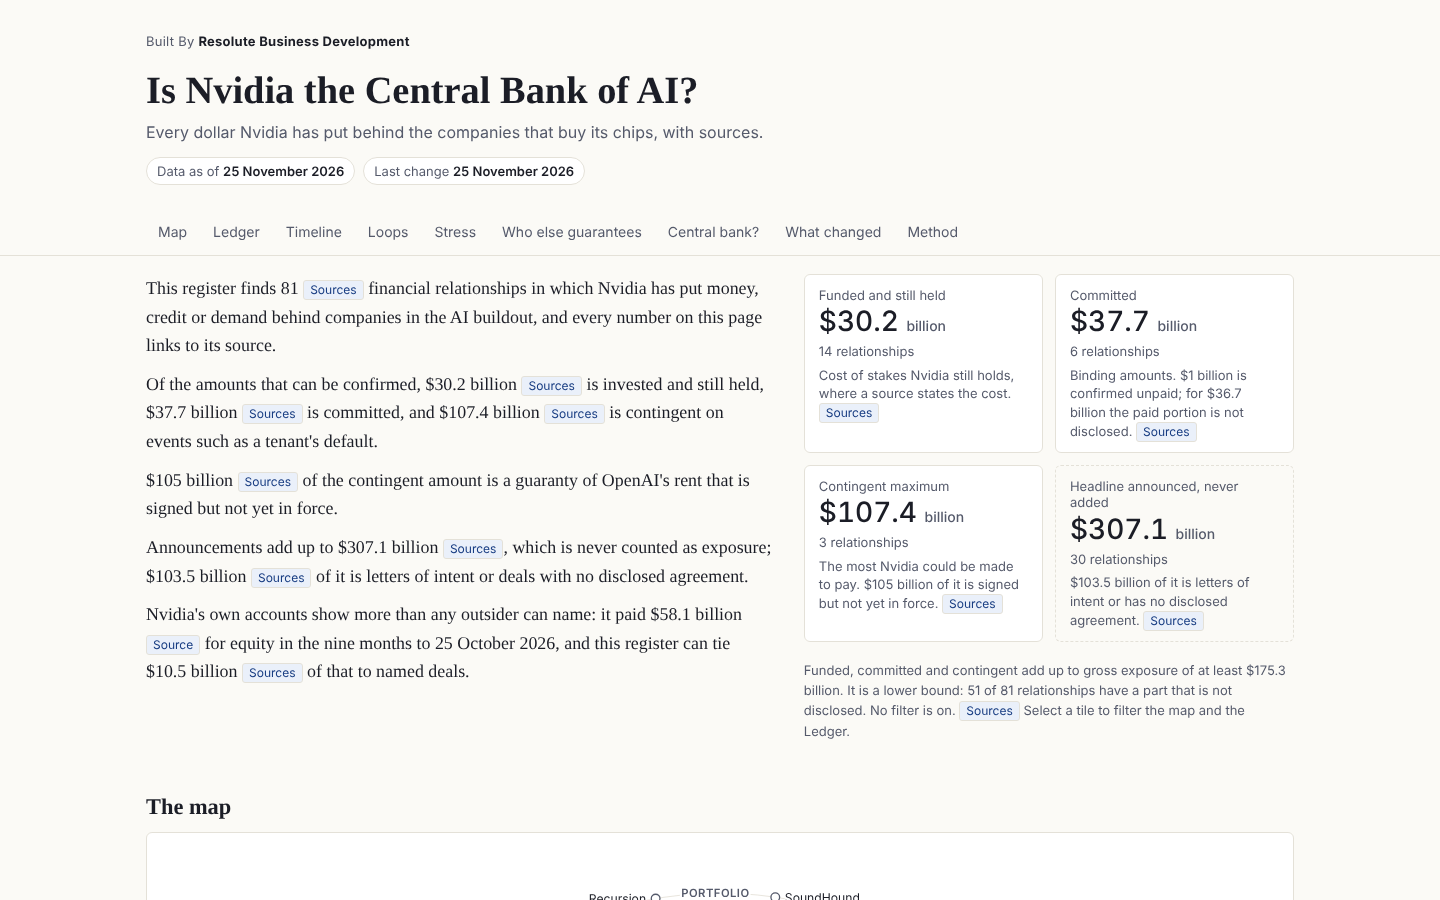 Built By Resolute Business Development
Is Nvidia the Central Bank of AI?
Every dollar Nvidia has put behind the companies that buy its chips, with sources.
Data as of 25 November 2026
Last change 25 November 2026
Map Ledger Timeline Loops Stress Who else guarantees Central bank? What changed Method
This register finds 81 Sources financial relationships in which Nvidia has put money,
credit or demand behind companies in the AI buildout, and every number on this page
links to its source.
Of the amounts that can be confirmed, $30.2 billion Sources is invested and still held,
$37.7 billion Sources is committed, and $107.4 billion Sources is contingent on
events such as a tenant's default.
$105 billion Sources of the contingent amount is a guaranty of OpenAI's rent that is
signed but not yet in force.
Announcements add up to $307.1 billion Sources, which is never counted as exposure;
$103.5 billion Sources of it is letters of intent or deals with no disclosed agreement.
Nvidia's own accounts show more than any outsider can name: it paid $58.1 billion
Source for equity in the nine months to 25 October 2026, and this register can tie
$10.5 billion Sources of that to named deals.
Funded and still held
$30.2 billion
14 relationships
Cost of stakes Nvidia still holds,
where a source states the cost.
Sources
Committed
$37.7 billion
6 relationships
Binding amounts. $1 billion is
confirmed unpaid; for $36.7
billion the paid portion is not
disclosed. Sources
Contingent maximum
$107.4 billion
3 relationships
The most Nvidia could be made
to pay. $105 billion of it is signed
but not yet in force. Sources
Headline announced, never
added
$307.1 billion
30 relationships
$103.5 billion of it is letters of
intent or has no disclosed
agreement. Sources
Funded, committed and contingent add up to gross exposure of at least $175.3
billion. It is a lower bound: 51 of 81 relationships have a part that is not
disclosed. No filter is on. Sources Select a tile to filter the map and the
Ledger.
The map
PORTFOLIO
Recursion
SoundHound